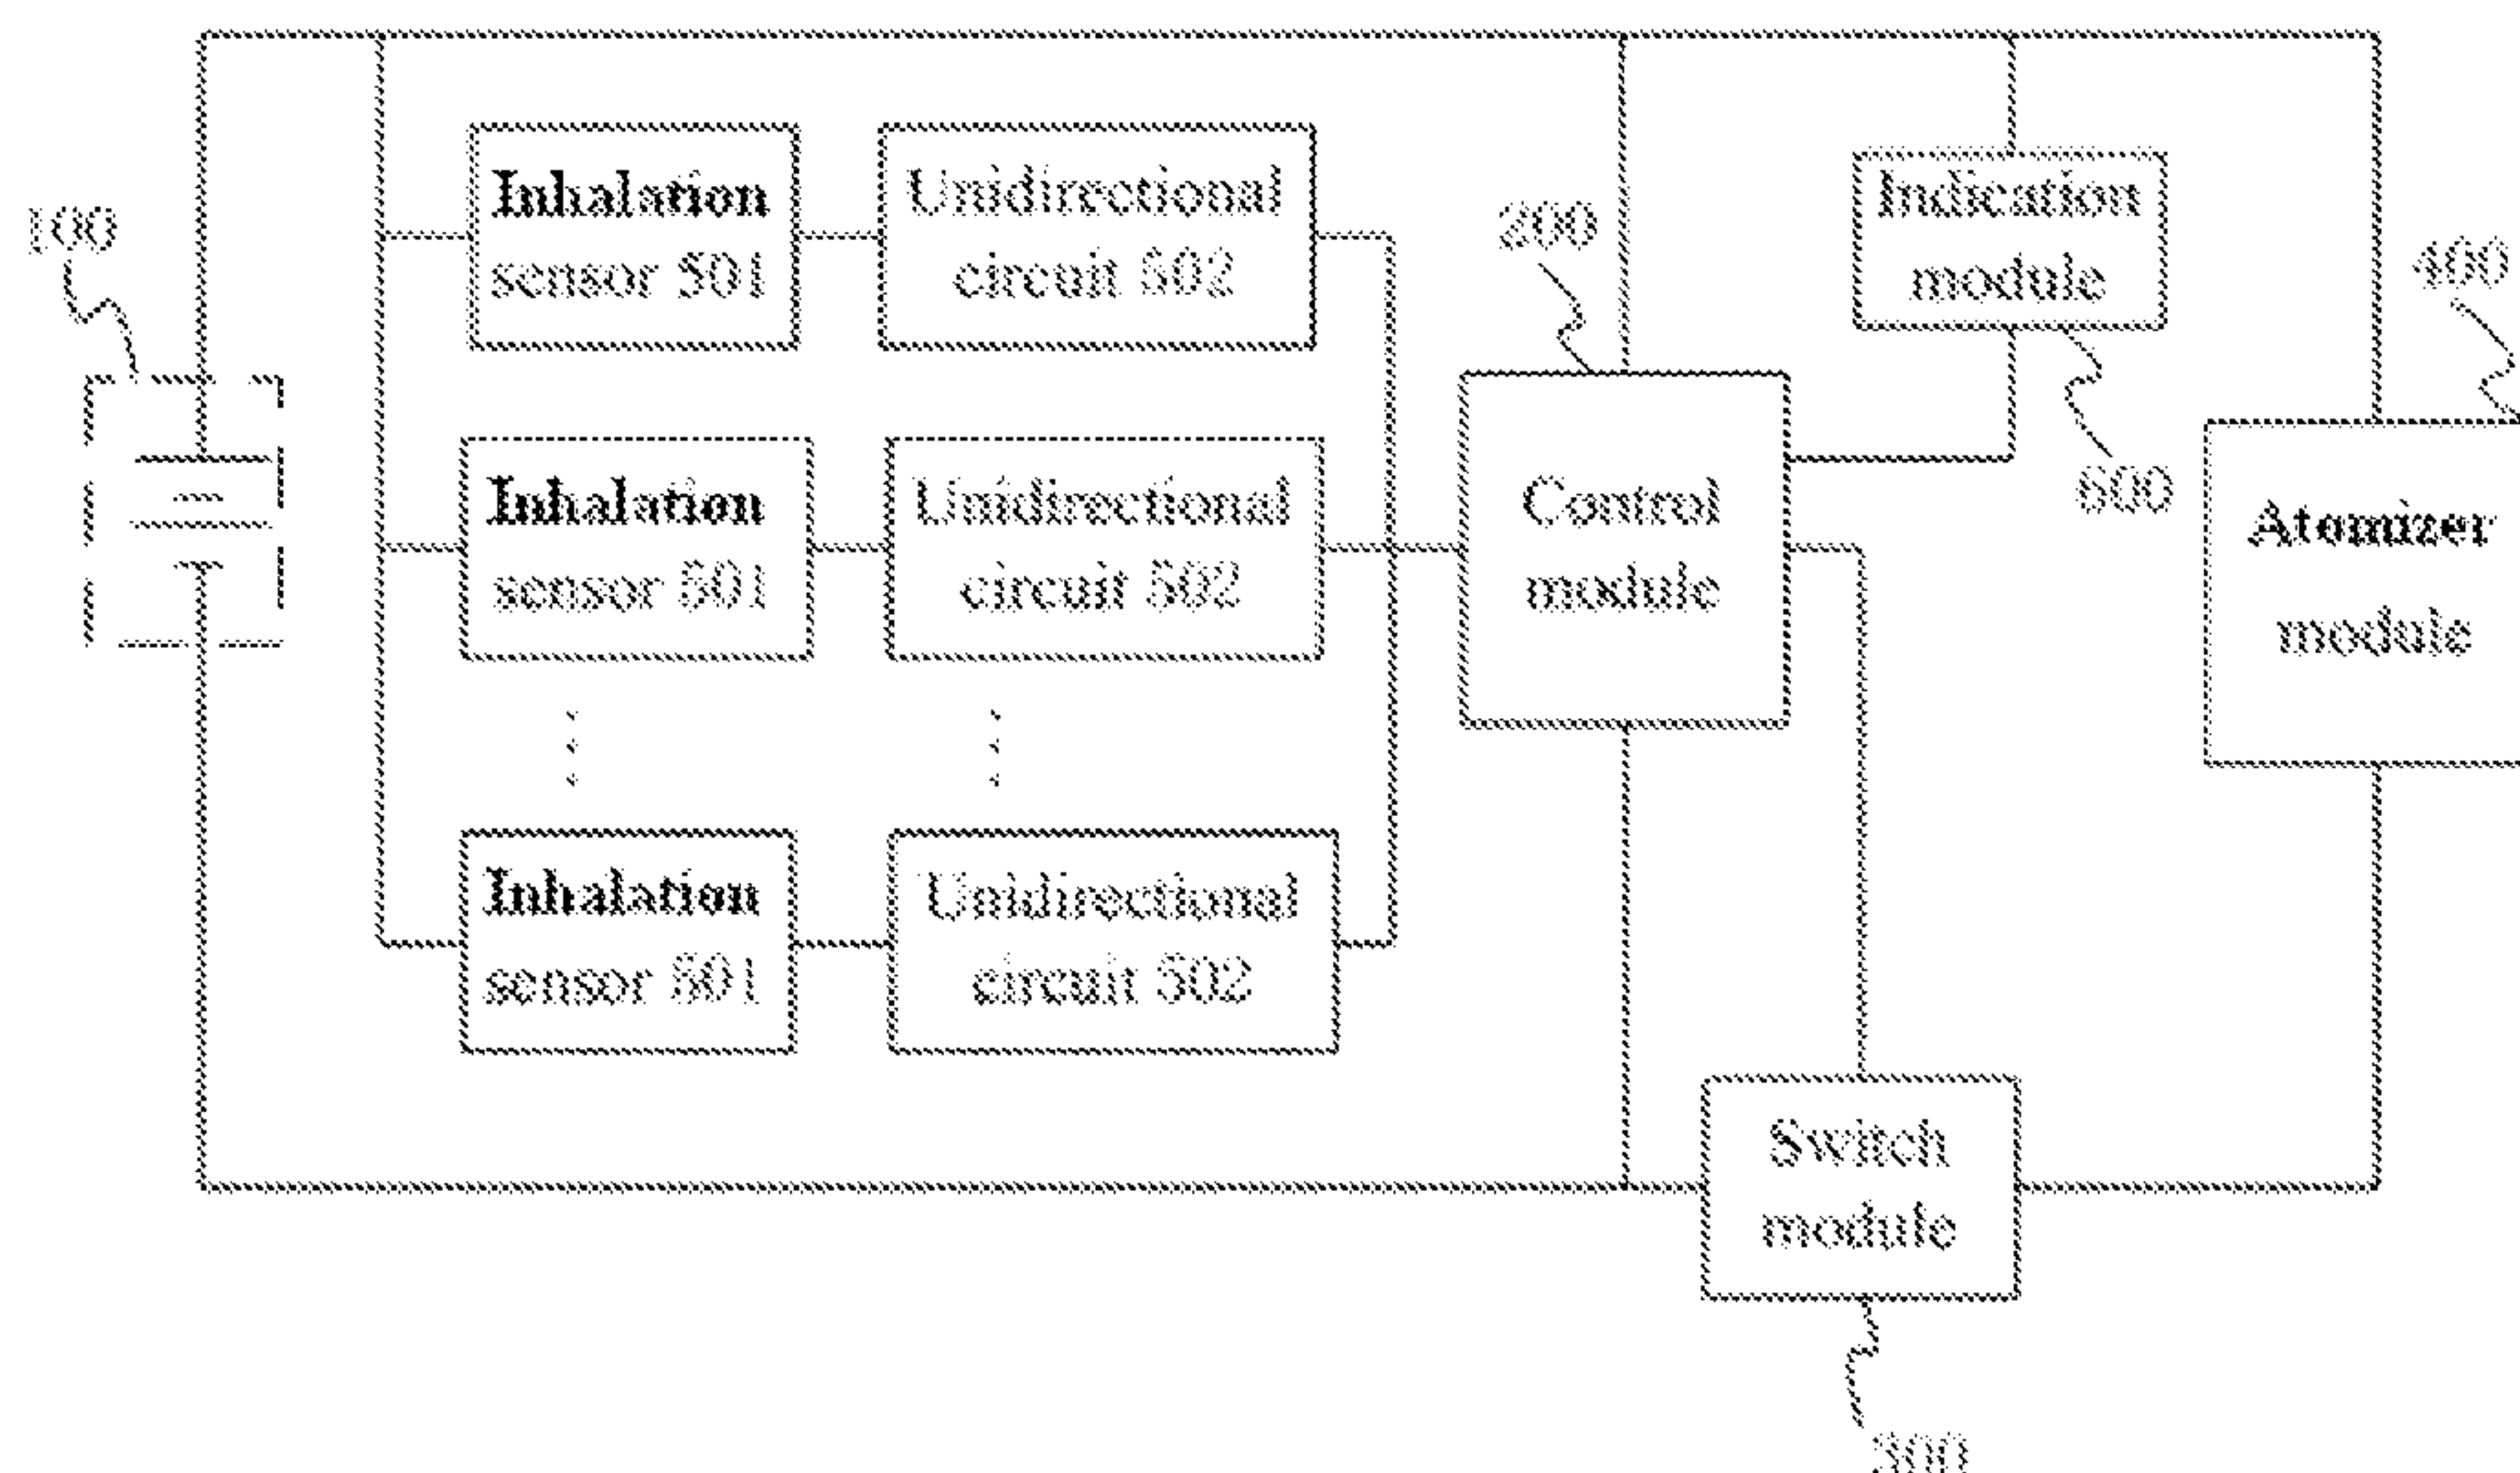 100
Inhalation
sensor 501
Unidirectional
circuit 502
200
Indication
module
400
Inhalation
sensor 501
Unidirectional
circuit 502
Control
module
600
Atomizer
module
Inhalation
sensor 501
Unidirectional
circuit 502
Switch
module
300